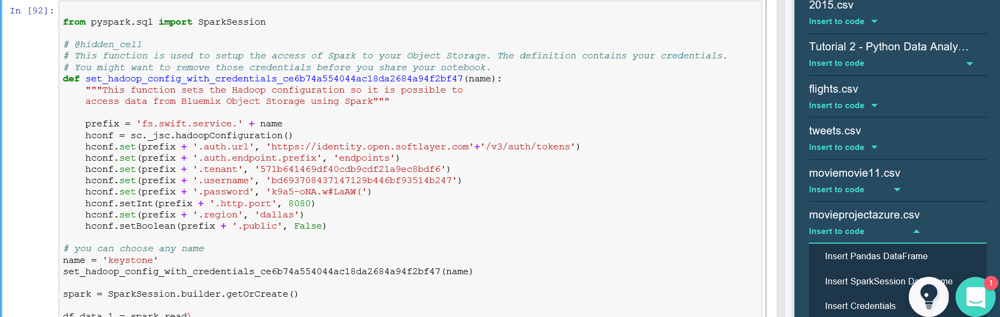 In [92]:
from pyspark.sql import SparkSession
# @hidden_cell
# This function is used to setup the access of Spark to your Object Storage. The definition contains your credentials.
# You might want to remove those credentials before you share your notebook.
def set_hadoop_config_with_credentials_ce6b74a554044ac18da2684a94f2bf47(name):
    """This function sets the Hadoop configuration so it is possible to
    access data from Bluemix Object Storage using Spark"""
    prefix = 'fs.swift.service.' + name
    hconf = sc._jsc.hadoopConfiguration()
    hconf.set(prefix + '.auth.url', 'https://identity.open.softlayer.com'+'/v3/auth/tokens')
    hconf.set(prefix + '.auth.endpoint.prefix', 'endpoints')
    hconf.set(prefix + '.tenant', '571b641469df40cdb9cdf21a9ec8bdf6')
    hconf.set(prefix + '.username', 'bd693708437147129b446bf93514b247')
    hconf.set(prefix + '.password', 'k9a5-oNA.w#LaAW(')
    hconf.setInt(prefix + '.http.port', 8080)
    hconf.set(prefix + '.region', 'dallas')
    hconf.setBoolean(prefix + '.public', False)
# you can choose any name
name = 'keystone'
set_hadoop_config_with_credentials_ce6b74a554044ac18da2684a94f2bf47(name)
spark = SparkSession.builder.getOrCreate()
df_data_1 = spark.read\
2015.csv
Insert to code
Tutorial 2 - Python Data Analy...
Insert to code
flights.csv
Insert to code
tweets.csv
Insert to code
moviemovie11.csv
Insert to code
movieprojectazure.csv
Insert to code
Insert Pandas DataFrame
Insert SparkSession
Insert Credentials
1